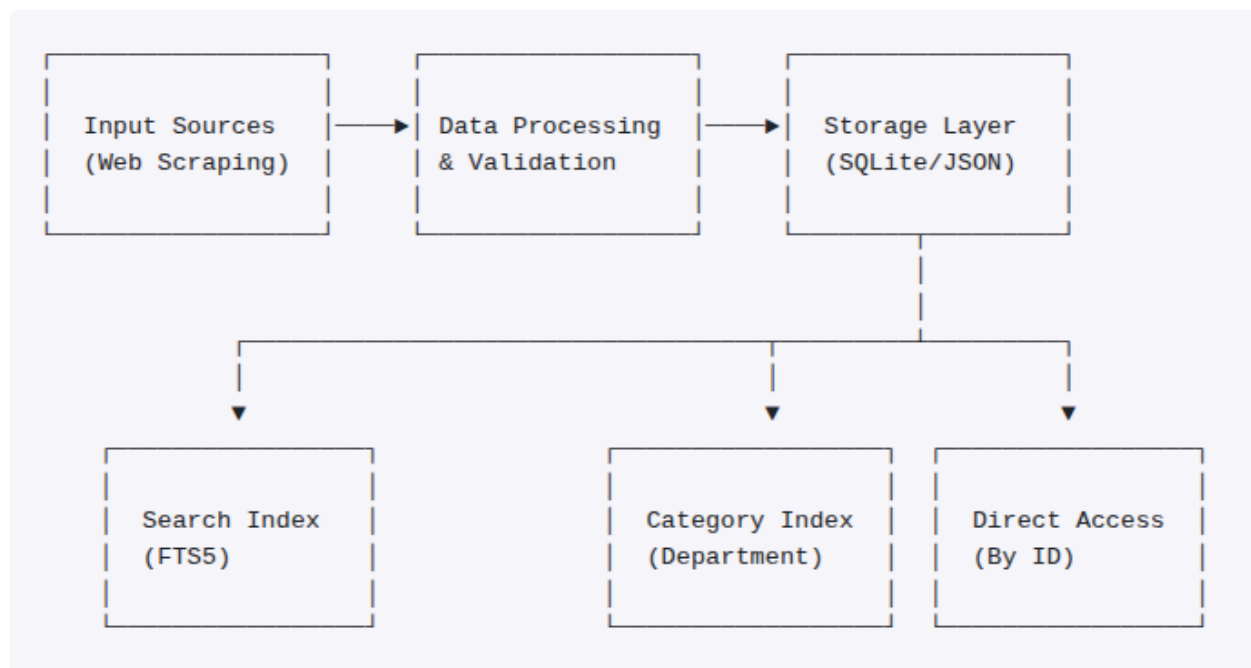 Input Sources
(Web Scraping)
Data Processing
& Validation
Storage Layer
(SQLite/JSON)
Search Index
(FTS5)
Category Index
(Department)
Direct Access
(By ID)